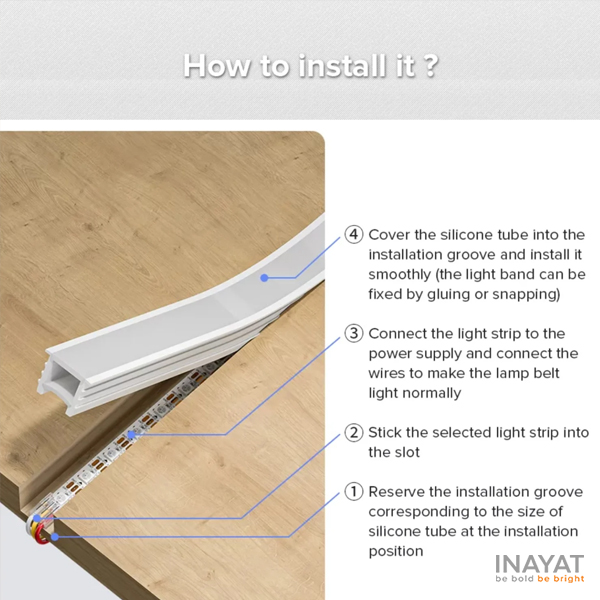 How to install it ?
④ Cover the silicone tube into the
installation groove and install it
smoothly (the light band can be
fixed by gluing or snapping)
③ Connect the light strip to the
power supply and connect the
wires to make the lamp belt
light normally
② Stick the selected light strip into
the slot
① Reserve the installation groove
corresponding to the size of
silicone tube at the installation
position
INAYAT
be bold be bright